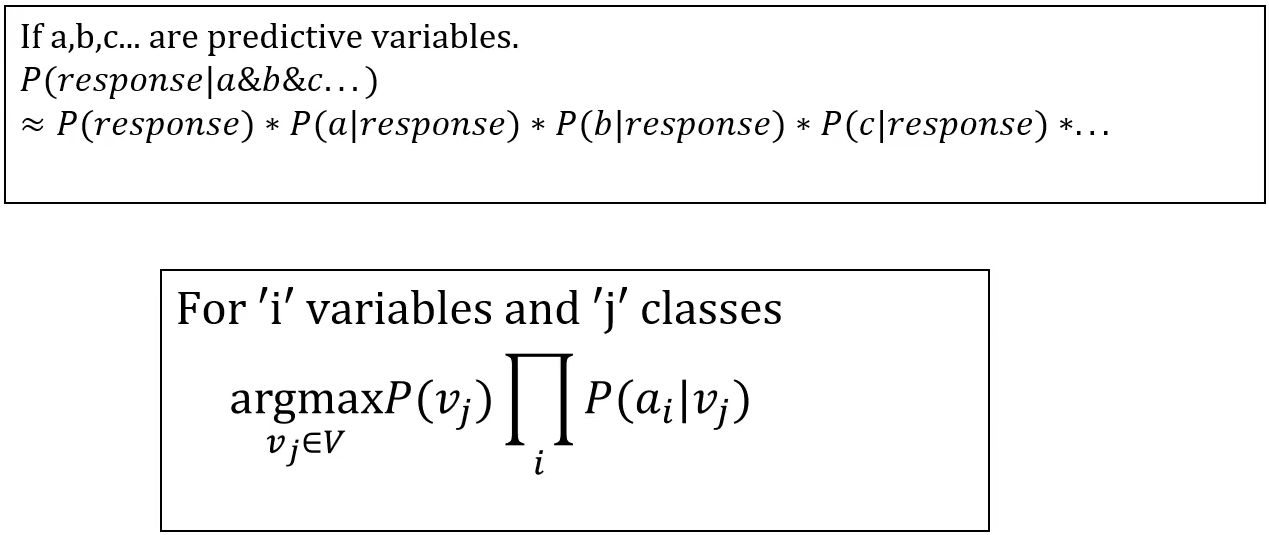 If a,b,c... are predictive variables.
P(response|a&b&c...)
≈ P(response) ∗ P(a|response) ∗ P(b|response) ∗ P(c|response) ∗...
For 'i' variables and 'j' classes
argmax P(v_j) ∏ P(a_i|v_j)
v_j∈V i